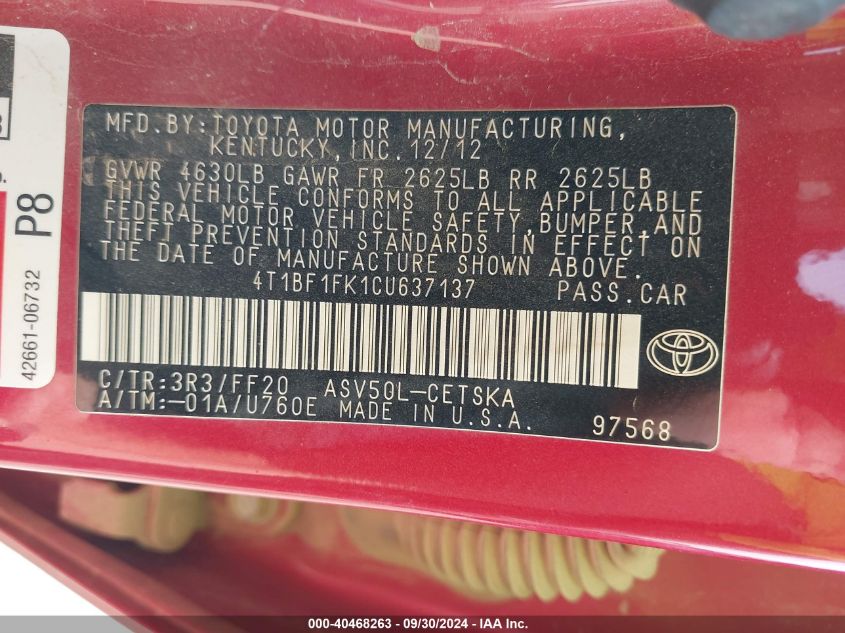 MFD.BY:TOYOTA MOTOR MANUFACTURING,
KENTUCKY, INC. 12/12
GVWR 4630LB GAWR FR 2625LB RR 2625LB
THIS VEHICLE CONFORMS TO ALL APPLICABLE
FEDERAL MOTOR VEHICLE SAFETY, BUMPER, AND
THEFT PREVENTION STANDARDS IN EFFECT ON
THE DATE OF MANUFACTURE SHOWN ABOVE.
4T1BF1FK1CU637137 PASS.CAR
C/TR:3R3/FF20 ASV50L-CETSKA
A/TM:-01A/U760E MADE IN U.S.A.
97568
P8
42661-06732
000-40468263 - 09/30/2024 - IAA Inc.